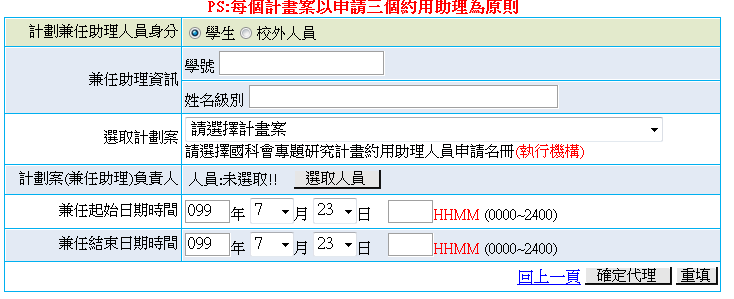 PS:每個計畫案以申請三個約用助理為原則
計劃兼任助理人員身分 學生 校外人員
兼任助理資訊
學號
姓名級別
選取計劃案
請選擇計畫案
請選擇國科會專題研究計畫約用助理人員申請名冊(執行機構)
計劃案(兼任助理)負責人 人員:未選取!! 選取人員
兼任起始日期時間 099 年 7 月 23 日 HHMM (0000~2400)
兼任結束日期時間 099 年 7 月 23 日 HHMM (0000~2400)
回上一頁 確定代理 重填